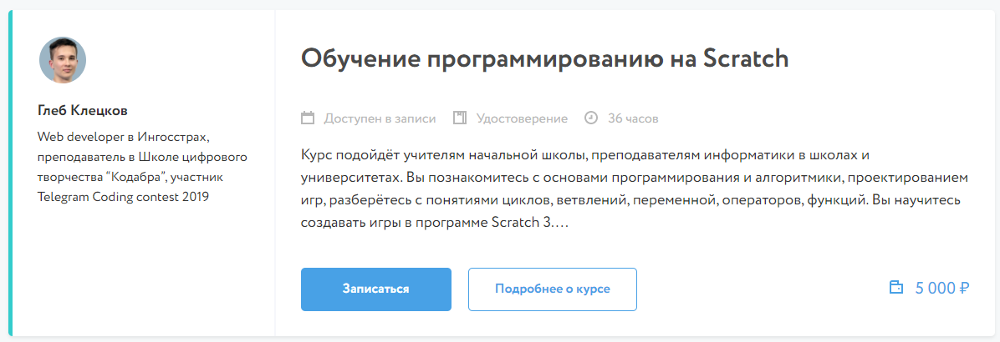 Глеб Клецков
Web developer в Ингосстрах,
преподаватель в Школе цифрового
творчества “Кодабра”, участник
Telegram Coding contest 2019
Обучение программированию на Scratch
Доступен в записи Удостоверение 36 часов
Курс подойдёт учителям начальной школы, преподавателям информатики в школах и
университетах. Вы познакомитесь с основами программирования и алгоритмики, проектированием
игр, разберётесь с понятиями циклов, ветвлений, переменной, операторов, функций. Вы научитесь
создавать игры в программе Scratch 3....
Записаться Подробнее о курсе 5 000 ₽